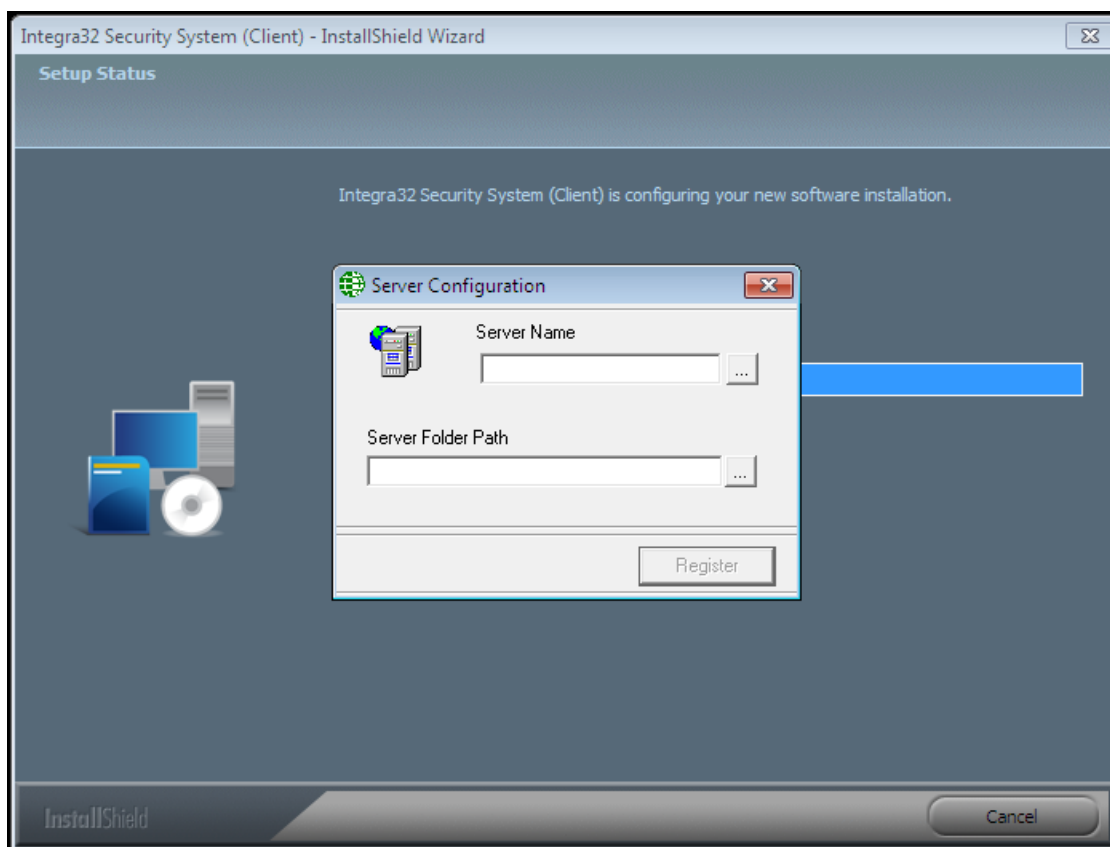 Integra32 Security System (Client) - InstallShield Wizard
Setup Status
Integra32 Security System (Client) is configuring your new software installation.
Server Configuration
Server Name
...
Server Folder Path
...
Register
InstallShield
Cancel